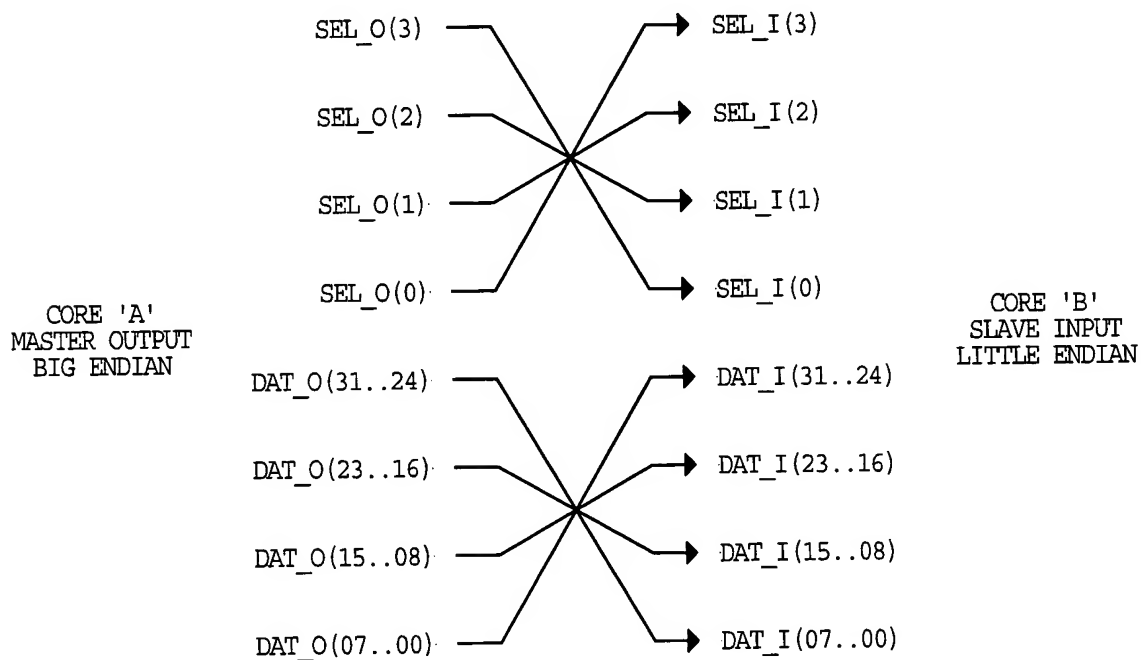 SEL_O(3) SEL_I(3)
SEL_O(2) SEL_I(2)
SEL_O(1) SEL_I(1)
SEL_O(0) SEL_I(0)
CORE 'A'
MASTER OUTPUT
BIG ENDIAN
CORE 'B'
SLAVE INPUT
LITTLE ENDIAN
DAT_O(31..24) DAT_I(31..24)
DAT_O(23..16) DAT_I(23..16)
DAT_O(15..08) DAT_I(15..08)
DAT_O(07..00) DAT_I(07..00)